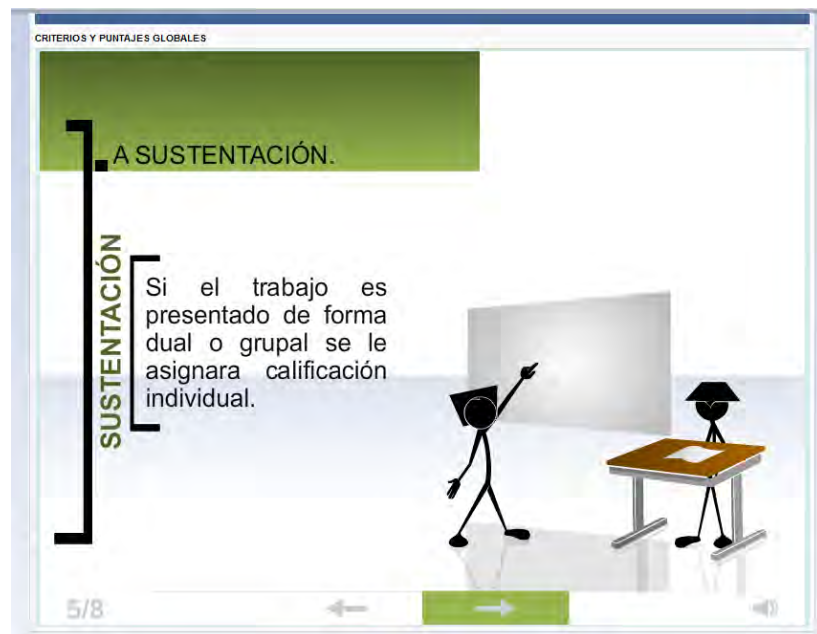 CRITERIOS Y PUNTAJES GLOBALES
A SUSTENTACIÓN.
SUSTENTACIÓN
Si el trabajo es
presentado de forma
dual o grupal se le
asignara calificación
individual.
5/8